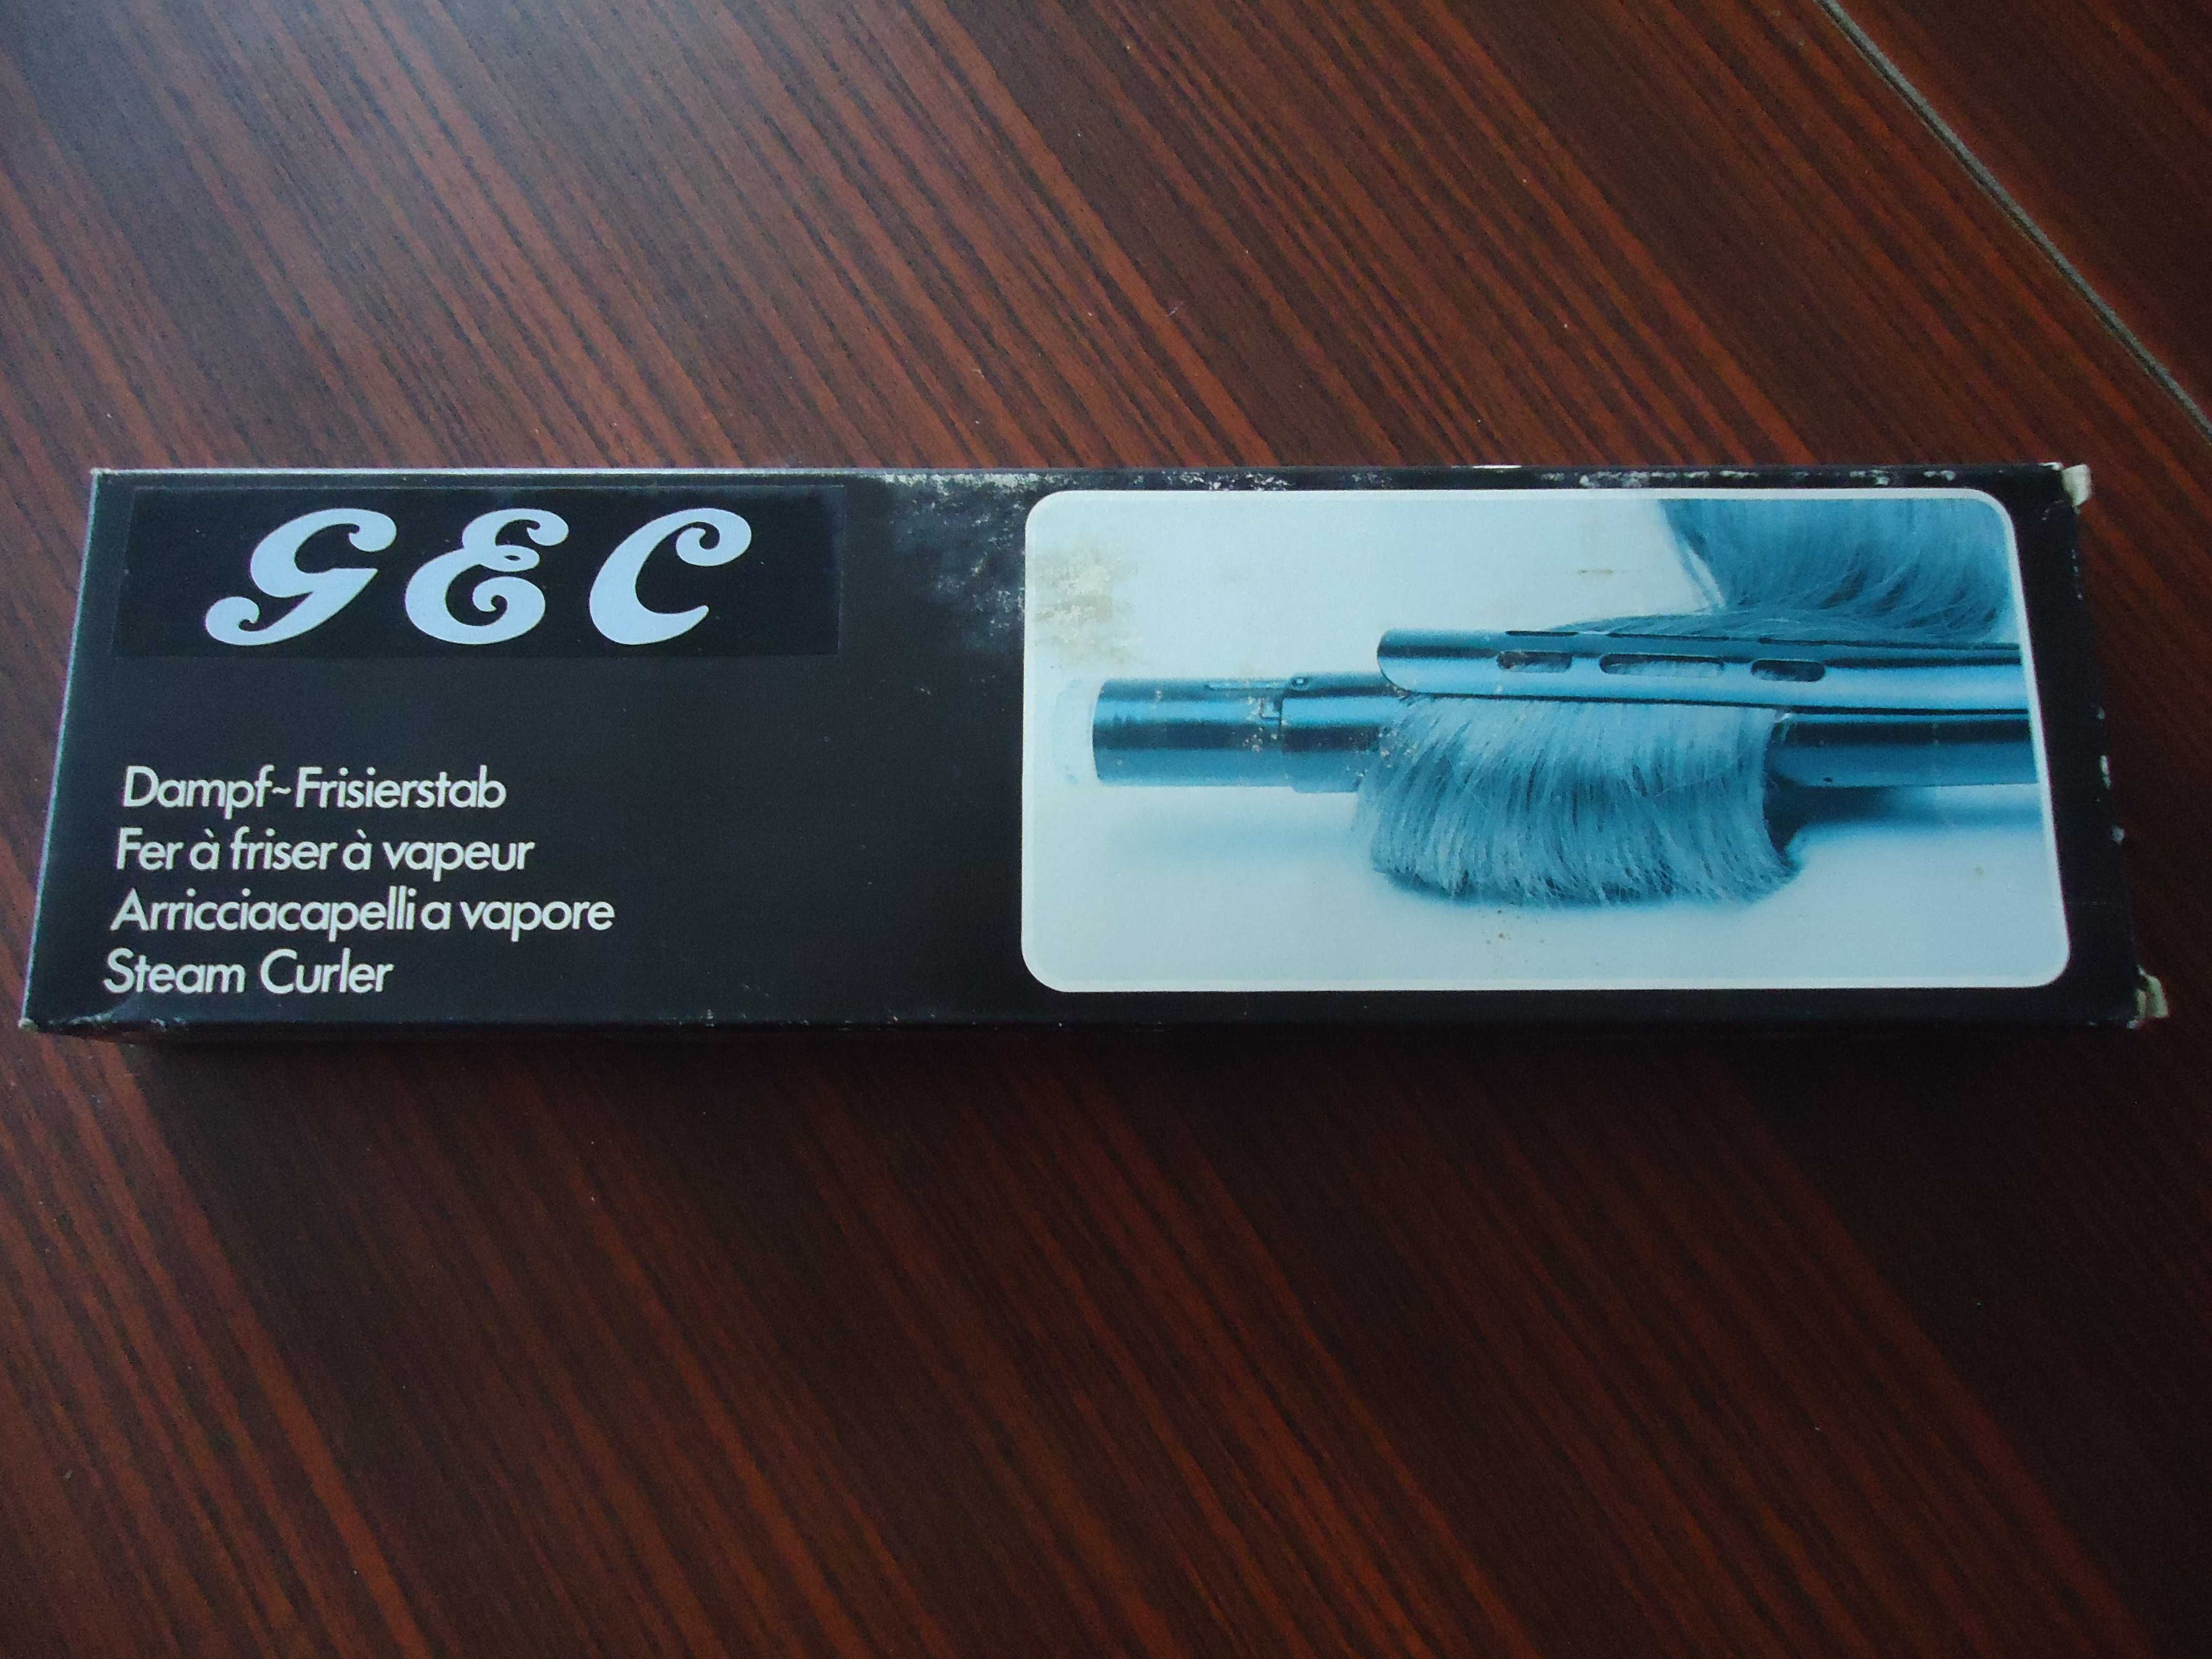 GEC
Dampf~Frisierstab
Fer à friser à vapeur
Arricciacapelli a vapore
Steam Curler